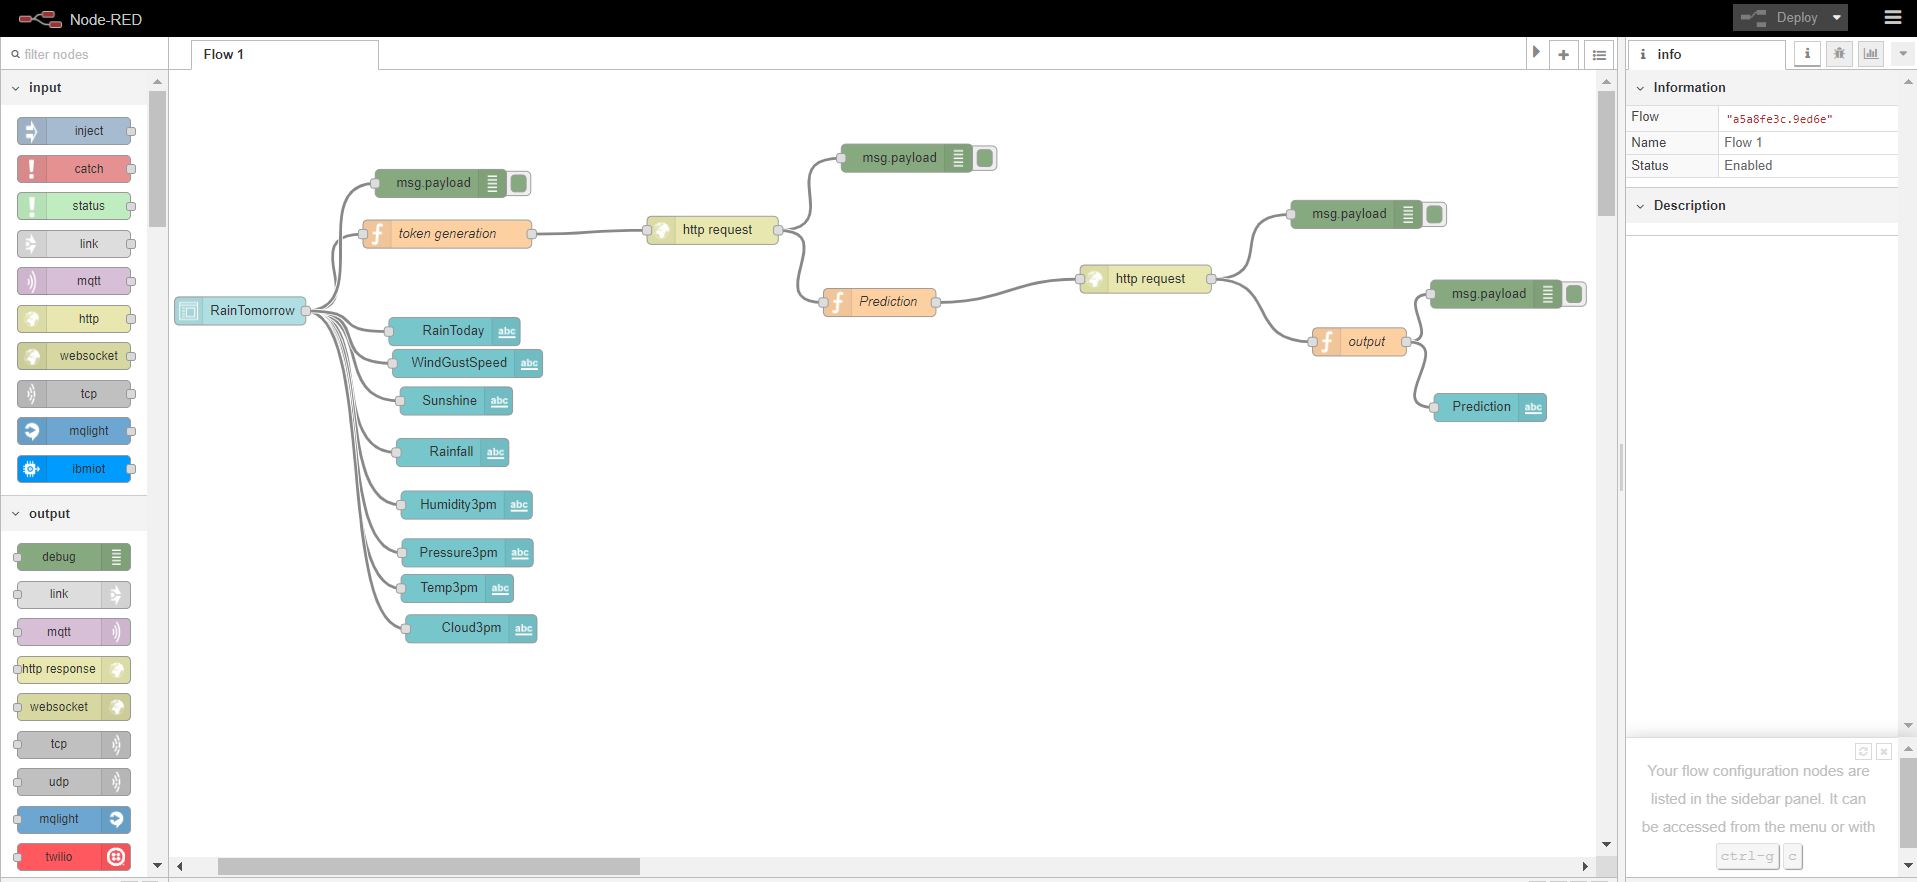 Node-RED
Deploy
filter nodes
Flow 1
info
input
inject
catch
status
link
mqtt
http
websocket
tcp
mqlight
ibmiot
output
debug
link
mqtt
http response
websocket
tcp
udp
mqlight
twilio
RainTomorrow
msg.payload
token generation
RainToday abc
WindGustSpeed abc
Sunshine abc
Rainfall abc
Humidity3pm abc
Pressure3pm abc
Temp3pm abc
Cloud3pm abc
http request
msg.payload
Prediction
http request
msg.payload
output
msg.payload
Prediction abc
Information
Flow "a5a8fe3c.9ed6e"
Name Flow 1
Status Enabled
Description
Your flow configuration nodes are
listed in the sidebar panel. It can
be accessed from the menu or with
ctrl-g c